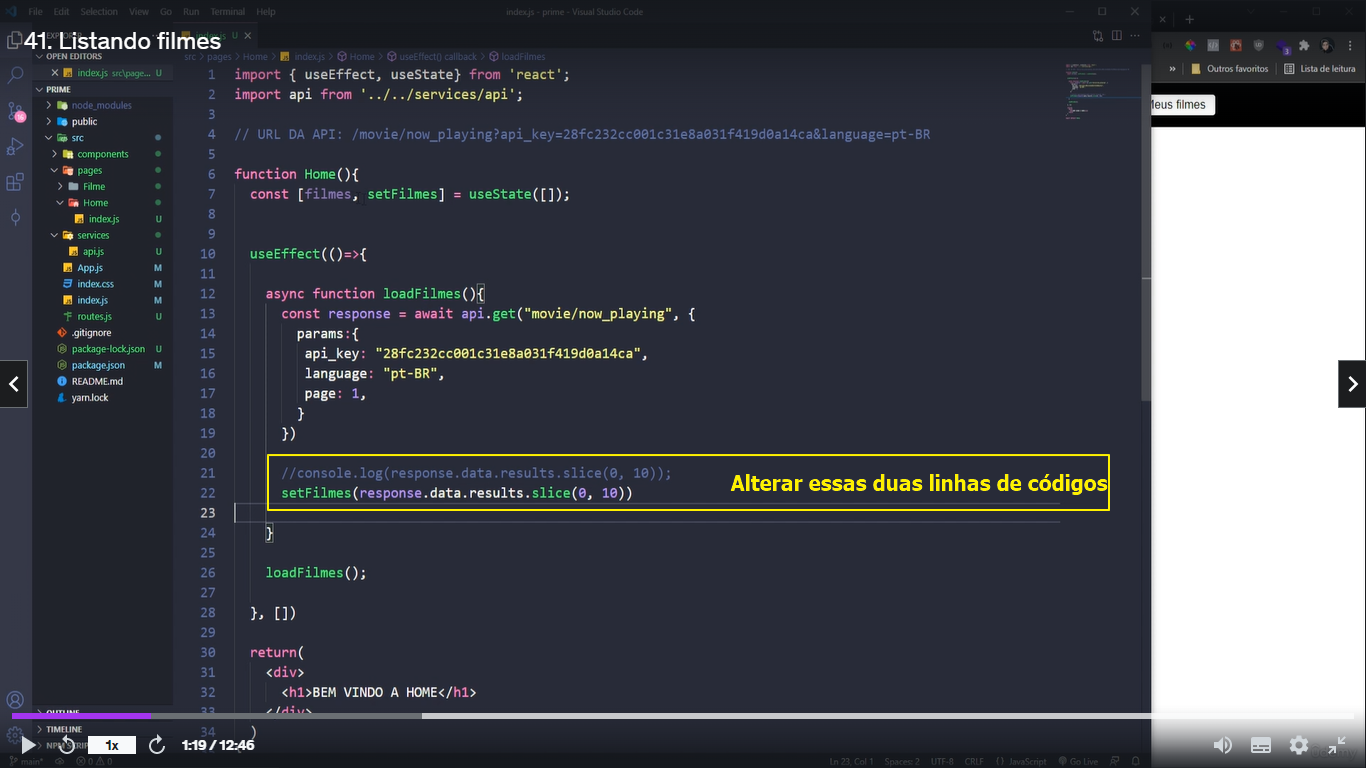 File Edit Selection View Go Run Terminal Help
index.js - prime - Visual Studio Code
41. Listando filmes
index.js U
OPEN EDITORS
index.js src\page... U
PRIME
node_modules
public
src
components
pages
Filme
Home
index.js U
services
api.js U
App.js M
index.css M
index.js M
routes.js U
.gitignore
package-lock.json U
package.json M
README.md
yarn.lock
OUTLINE
TIMELINE
NPM SCRIP
src > pages > Home > index.js > Home > useEffect() callback > loadFilmes
1 import { useEffect, useState} from 'react';
2 import api from '../../services/api';
3
4 // URL DA API: /movie/now_playing?api_key=28fc232cc001c31e8a031f419d0a14ca&language=pt-BR
5
6 function Home(){
7 const [filmes, setFilmes] = useState([]);
8
9
10 useEffect(()=>{
11
12 async function loadFilmes(){
13 const response = await api.get("movie/now_playing", {
14 params:{
15 api_key: "28fc232cc001c31e8a031f419d0a14ca",
16 language: "pt-BR",
17 page: 1,
18 }
19 })
20
21 //console.log(response.data.results.slice(0, 10));
22 setFilmes(response.data.results.slice(0, 10))
Alterar essas duas linhas de códigos
23
24 }
25
26 loadFilmes();
27
28 }, [])
29
30 return(
31 <div>
32 <h1>BEM VINDO A HOME</h1>
33 </div>
34 )
» Outros favoritos Lista de leitura
Meus filmes
1x
1:19 / 12:46
main* 0 0
Ln 23, Col 1 Spaces: 2 UTF-8 CRLF {} JavaScript Go Live